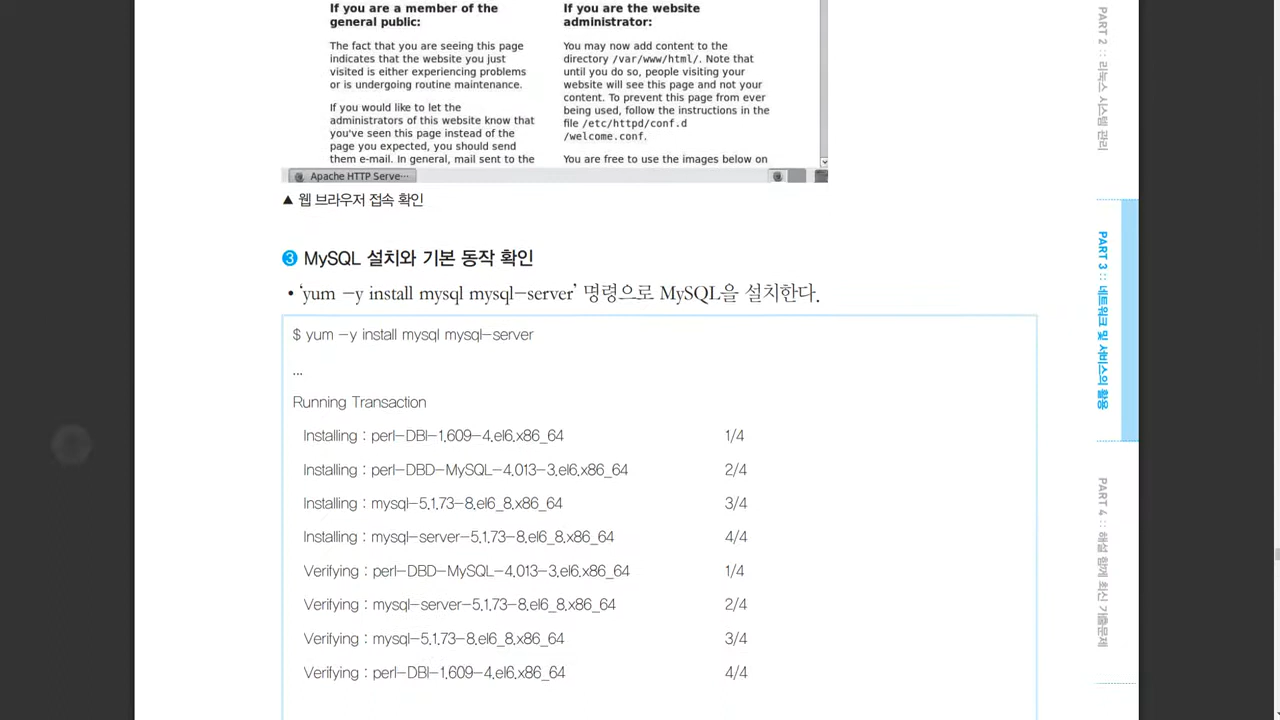 If you are a member of the
general public:
The fact that you are seeing this page
indicates that the website you just
visited is either experiencing problems
or is undergoing routine maintenance.
If you would like to let the
administrators of this website know that
you've seen this page instead of the
page you expected, you should send
them e-mail. In general, mail sent to the
If you are the website
administrator:
You may now add content to the
directory /var/www/html/. Note that
until you do so, people visiting your
website will see this page and not your
content. To prevent this page from ever
being used, follow the instructions in the
file /etc/httpd/conf.d
/welcome.conf.
You are free to use the images below on
Apache HTTP Serve…
▲ 웹 브라우저 접속 확인
3 MySQL 설치와 기본 동작 확인
• ‘yum –y install mysql mysql–server’ 명령으로 MySQL을 설치한다.
$ yum –y install mysql mysql–server
...
Running Transaction
Installing : perl–DBI–1.609–4.el6.x86_64 1/4
Installing : perl–DBD–MySQL–4.013–3.el6.x86_64 2/4
Installing : mysql–5.1.73–8.el6_8.x86_64 3/4
Installing : mysql–server–5.1.73–8.el6_8.x86_64 4/4
Verifying : perl–DBD–MySQL–4.013–3.el6.x86_64 1/4
Verifying : mysql–server–5.1.73–8.el6_8.x86_64 2/4
Verifying : mysql–5.1.73–8.el6_8.x86_64 3/4
Verifying : perl–DBI–1.609–4.el6.x86_64 4/4
PART 2 :: 리눅스 시스템 관리
PART 3 :: 네트워크 및 서비스의 활용
PART 4 :: 해설 함께 최신 기출문제